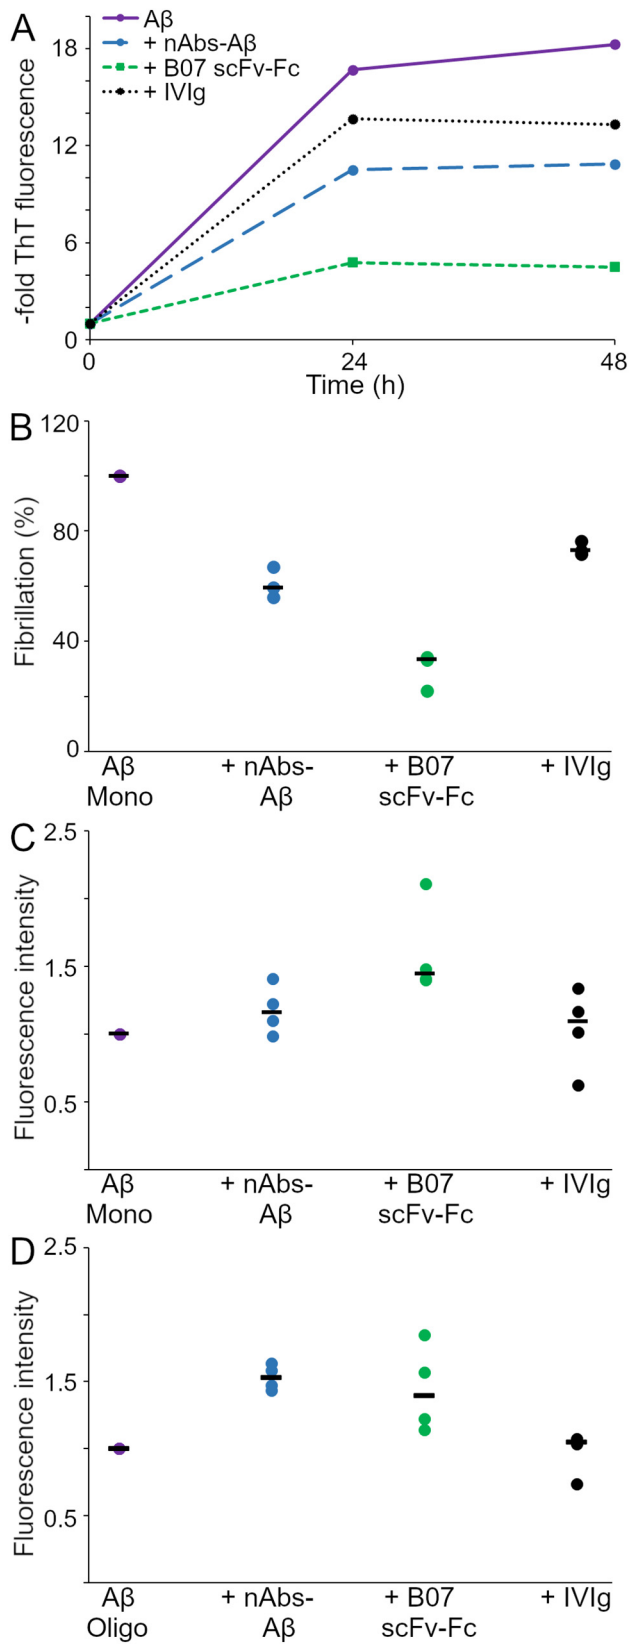 A
Aβ
+ nAbs-Aβ
+ B07 scFv-Fc
+ IVIg
-fold ThT fluorescence
18
12
6
0
0
24
48
Time (h)
B
Fibrillation (%)
120
80
40
0
Aβ
Mono
+ nAbs-
Aβ
+ B07
scFv-Fc
+ IVIg
C
Fluorescence intensity
2.5
1.5
0.5
Aβ
Mono
+ nAbs-
Aβ
+ B07
scFv-Fc
+ IVIg
D
Fluorescence intensity
2.5
1.5
0.5
Aβ
Oligo
+ nAbs-
Aβ
+ B07
scFv-Fc
+ IVIg